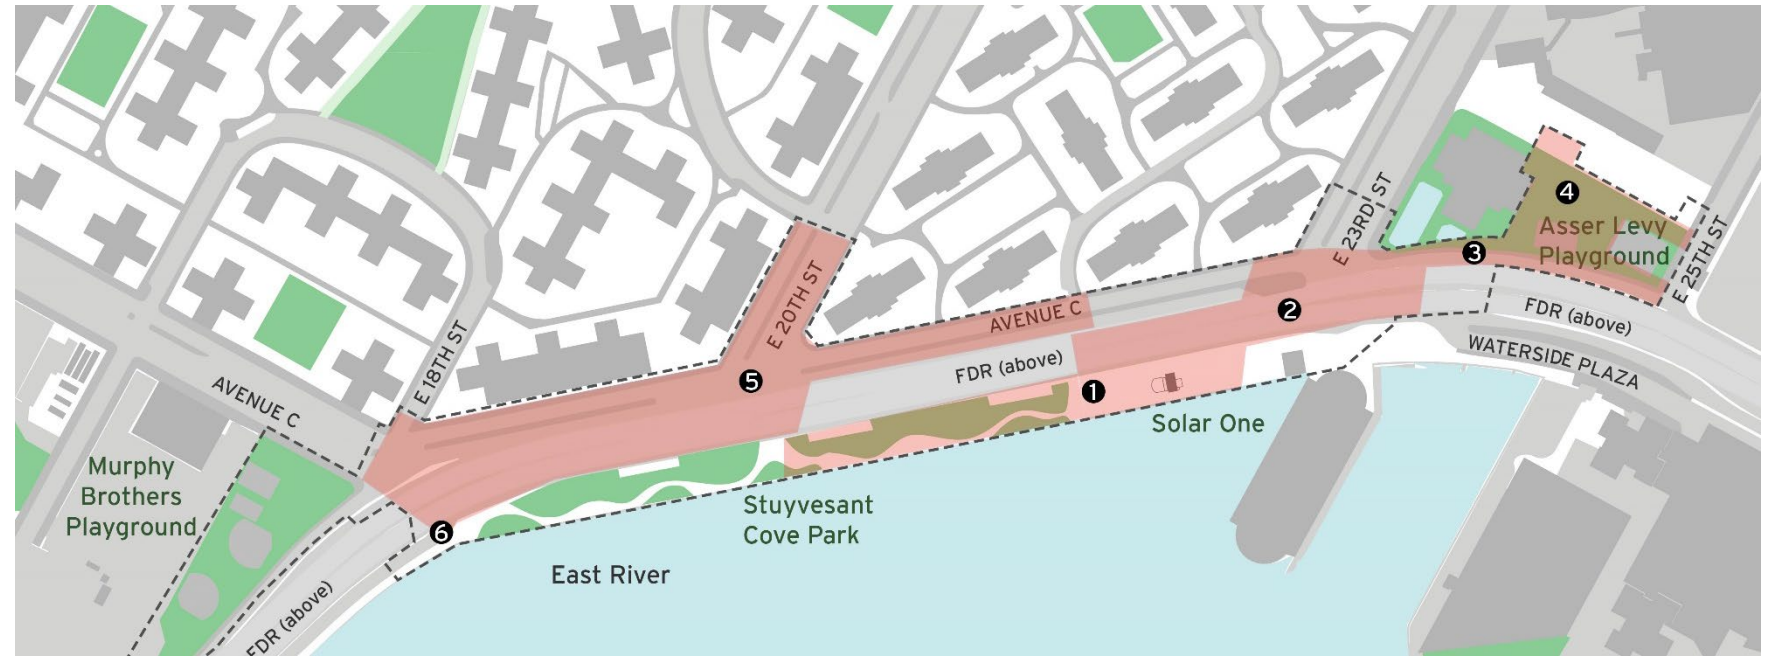 4
Asser Levy
Playground
E 25TH ST
E 23RD ST
3
E 20TH ST
AVENUE C
2
FDR (above)
FDR (above)
WATERSIDE PLAZA
E 18TH ST
AVENUE C
5
1
Solar One
Murphy
Brothers
Playground
Stuyvesant
Cove Park
6
East River
FDR (above)